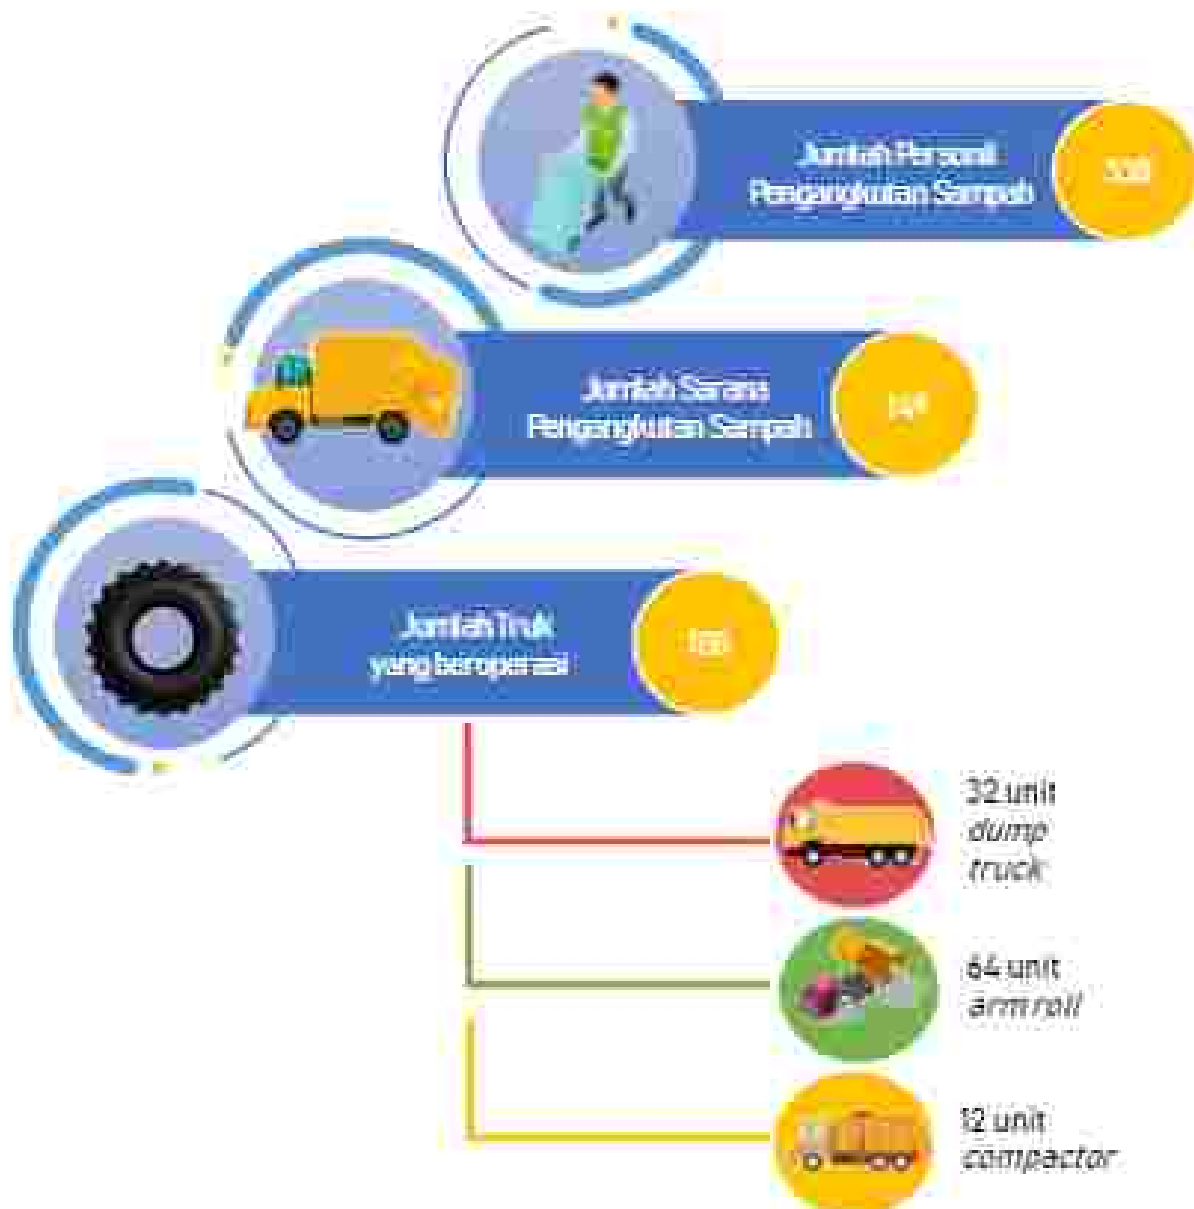 Jumlah Personil
Pengangkutan Sampah
Jumlah Sarana
Pengangkutan Sampah
Jumlah Truk
yang beroperasi
32 unit
dump
truck
64 unit
arm roll
12 unit
compactor